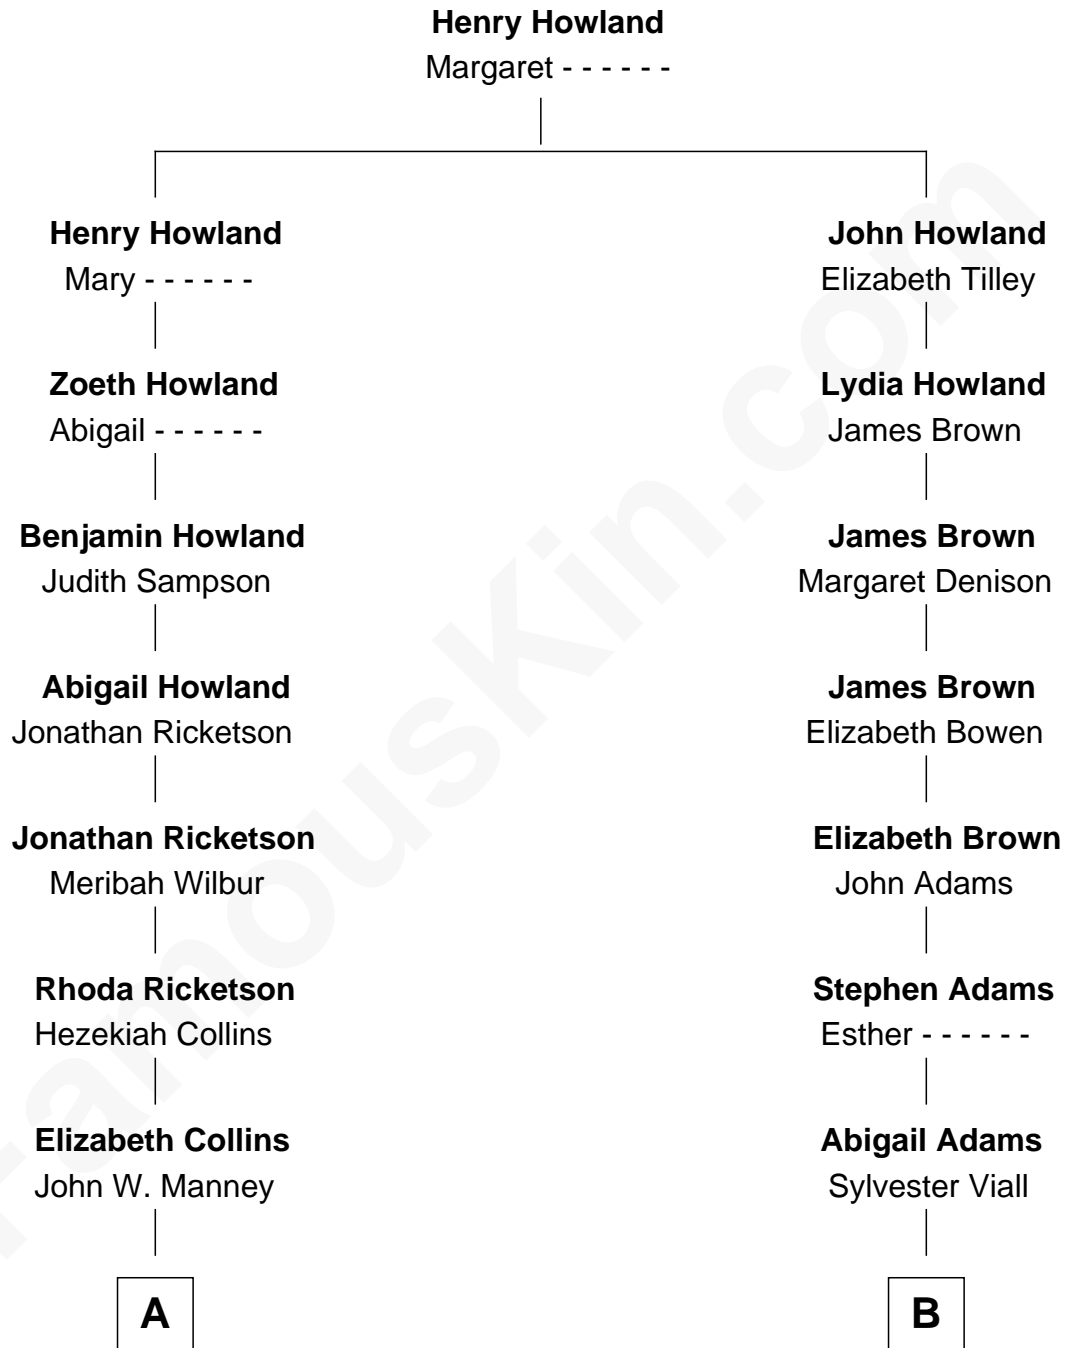 Henry Howland
Margaret - - - - - -
Henry Howland
Mary - - - - - -
Zoeth Howland
Abigail - - - - - -
Benjamin Howland
Judith Sampson
Abigail Howland
Jonathan Ricketson
Jonathan Ricketson
Meribah Wilbur
Rhoda Ricketson
Hezekiah Collins
Elizabeth Collins
John W. Manney
A
John Howland
Elizabeth Tilley
Lydia Howland
James Brown
James Brown
Margaret Denison
James Brown
Elizabeth Bowen
Elizabeth Brown
John Adams
Stephen Adams
Esther - - - - - -
Abigail Adams
Sylvester Viall
B
FamousKin.com